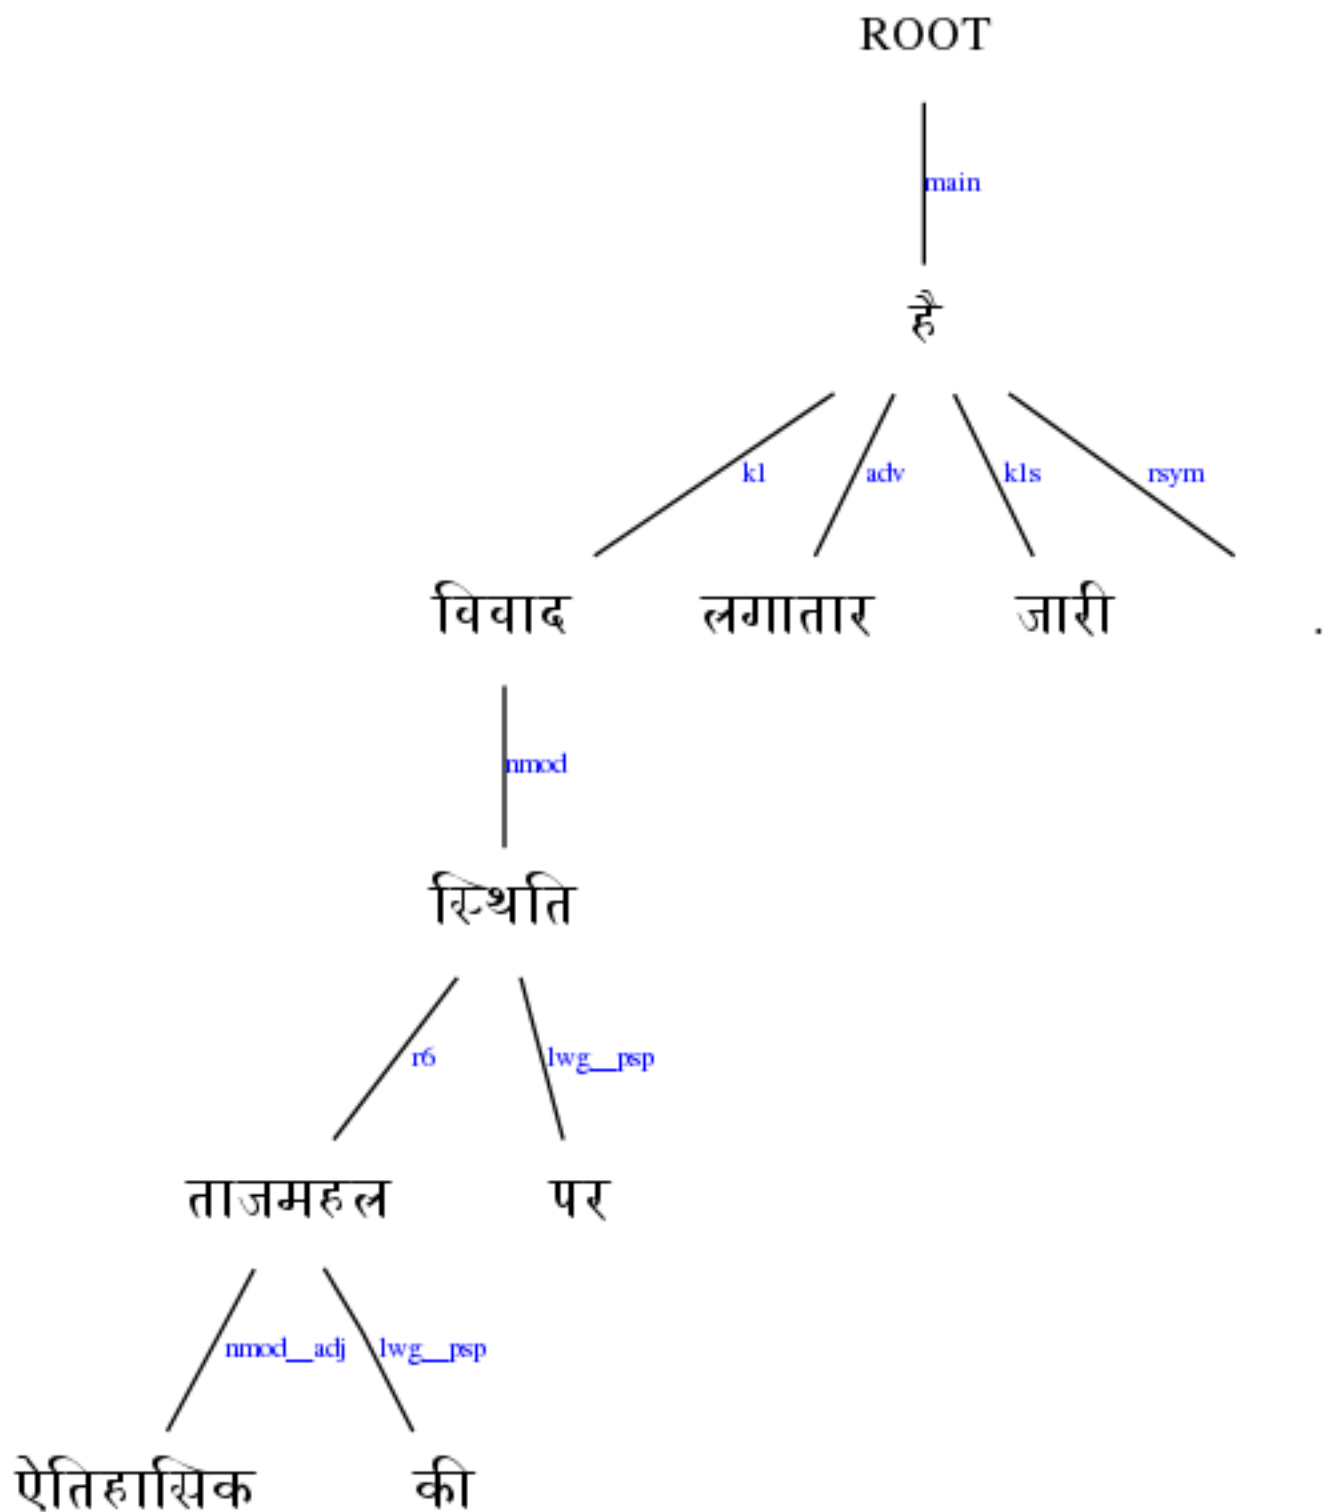 ROOT
main
है
k1 adv k1s rsym
विवाद लगातार जारी .
nmod
स्थिति
r6 lwg__psp
ताजमहल पर
nmod__adj lwg__psp
ऐतिहासिक की